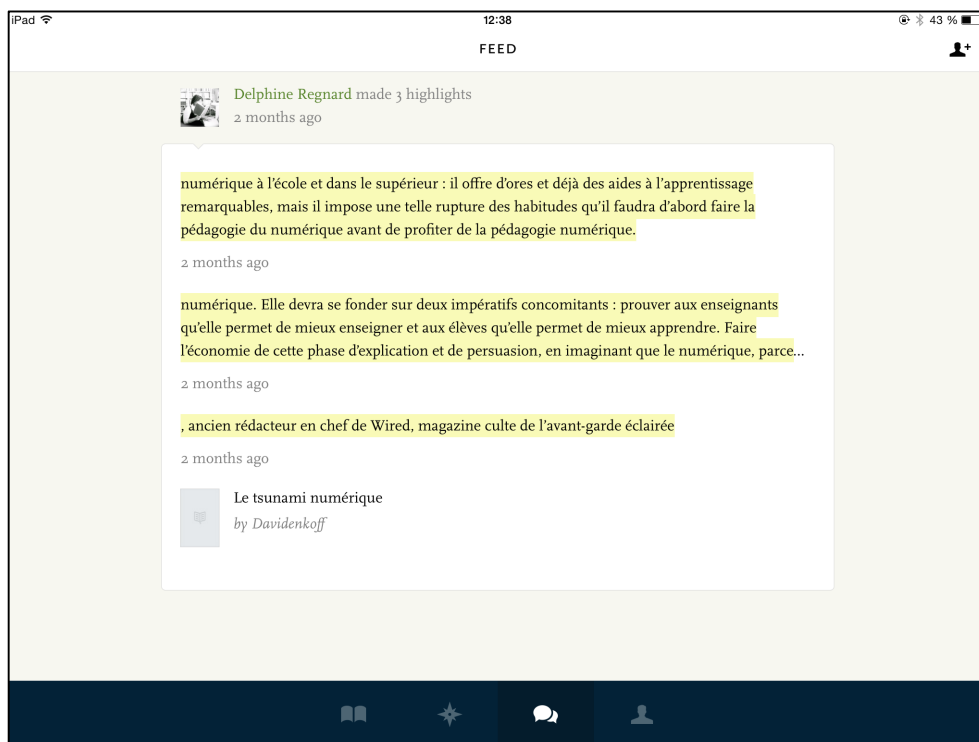 iPad 12:38 43 %
FEED
Delphine Regnard made 3 highlights
2 months ago
numérique à l’école et dans le supérieur : il offre d’ores et déjà des aides à l’apprentissage
remarquables, mais il impose une telle rupture des habitudes qu’il faudra d’abord faire la
pédagogie du numérique avant de profiter de la pédagogie numérique.
2 months ago
numérique. Elle devra se fonder sur deux impératifs concomitants : prouver aux enseignants
qu’elle permet de mieux enseigner et aux élèves qu’elle permet de mieux apprendre. Faire
l’économie de cette phase d’explication et de persuasion, en imaginant que le numérique, parce...
2 months ago
, ancien rédacteur en chef de Wired, magazine culte de l’avant-garde éclairée
2 months ago
Le tsunami numérique
by Davidenkoff